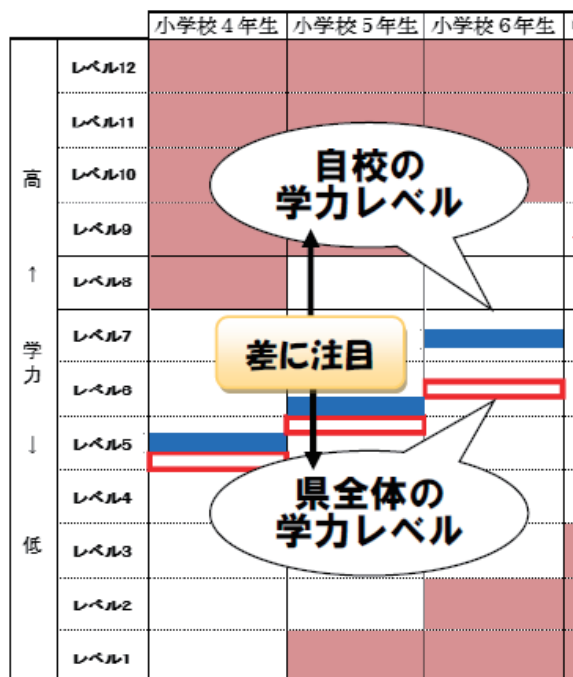 小学校４年生 小学校５年生 小学校６年生
高
↑
学力
↓
低
レベル12
レベル11
レベル10
レベル9
レベル8
レベル7
レベル6
レベル5
レベル4
レベル3
レベル2
レベル1
自校の
学力レベル
差に注目
県全体の
学力レベル